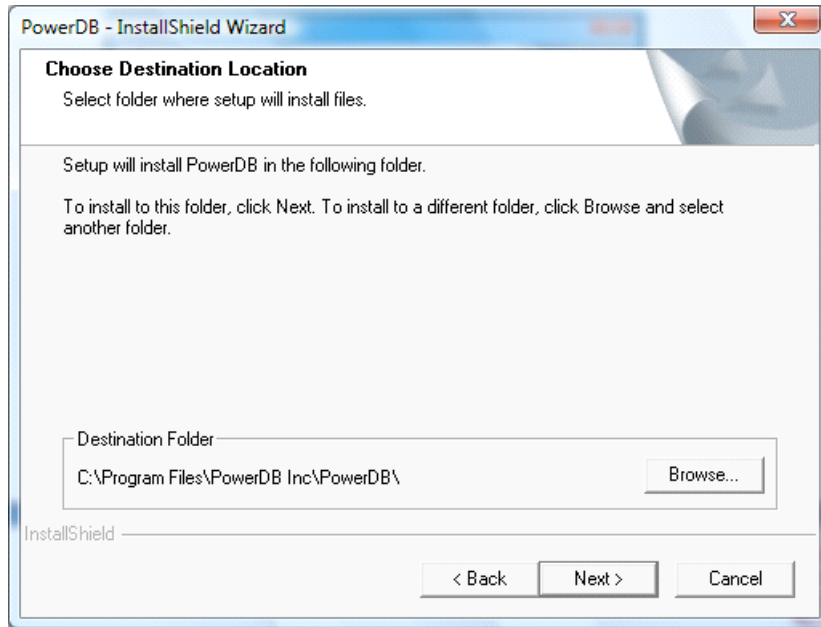 PowerDB - InstallShield Wizard
Choose Destination Location
Select folder where setup will install files.
Setup will install PowerDB in the following folder.
To install to this folder, click Next. To install to a different folder, click Browse and select
another folder.
Destination Folder
C:\Program Files\PowerDB Inc\PowerDB\
Browse...
InstallShield
< Back
Next >
Cancel